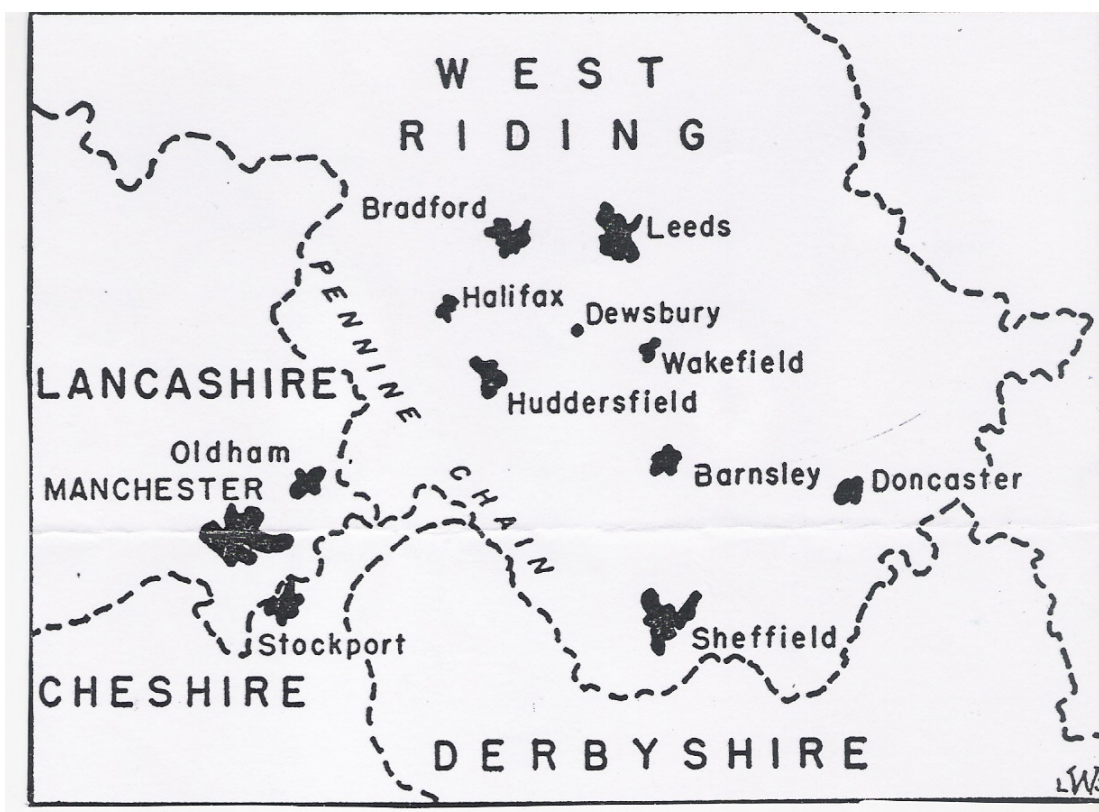 WEST
RIDING
Bradford
Leeds
PENNINE
Halifax
Dewsbury
Wakefield
LANCASHIRE
Huddersfield
Oldham
Barnsley
MANCHESTER
Doncaster
CHAIN
Stockport
Sheffield
CHESHIRE
DERBYSHIRE